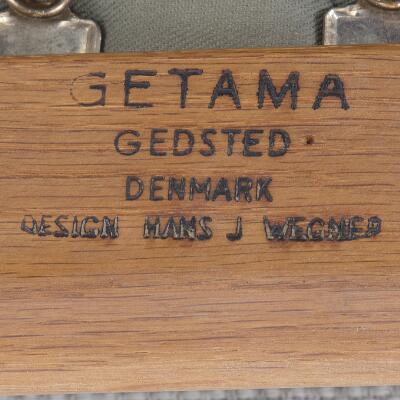 GETAMA
GEDSTED
DENMARK
DESIGN HANS J WEGNER